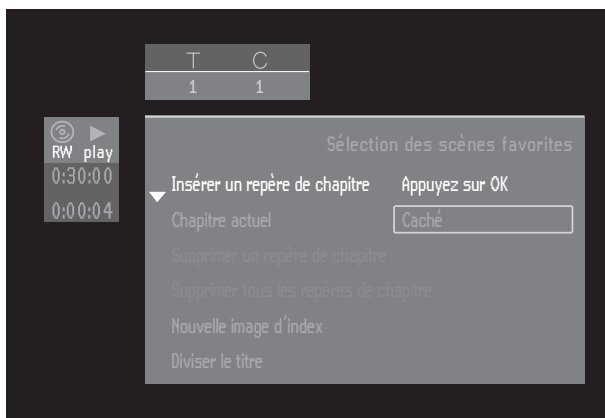 T C
1 1
RW play
0:30:00
0:00:04
Sélection des scènes favorites
Insérer un repère de chapitre Appuyez sur OK
Chapitre actuel Caché
Supprimer un repère de chapitre
Supprimer tous les repères de chapitre
Nouvelle image d'index
Diviser le titre